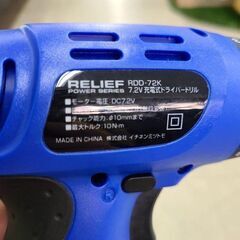 RELIEF RDD-72K
POWER SERIES 7.2V 充電式ドライバードリル
■モーター電圧 DC7.2V
■チャック能力 ø10mmまで
■最大トルク 10N·m
MADE IN CHINA 株式会社 イチネンミツトモ